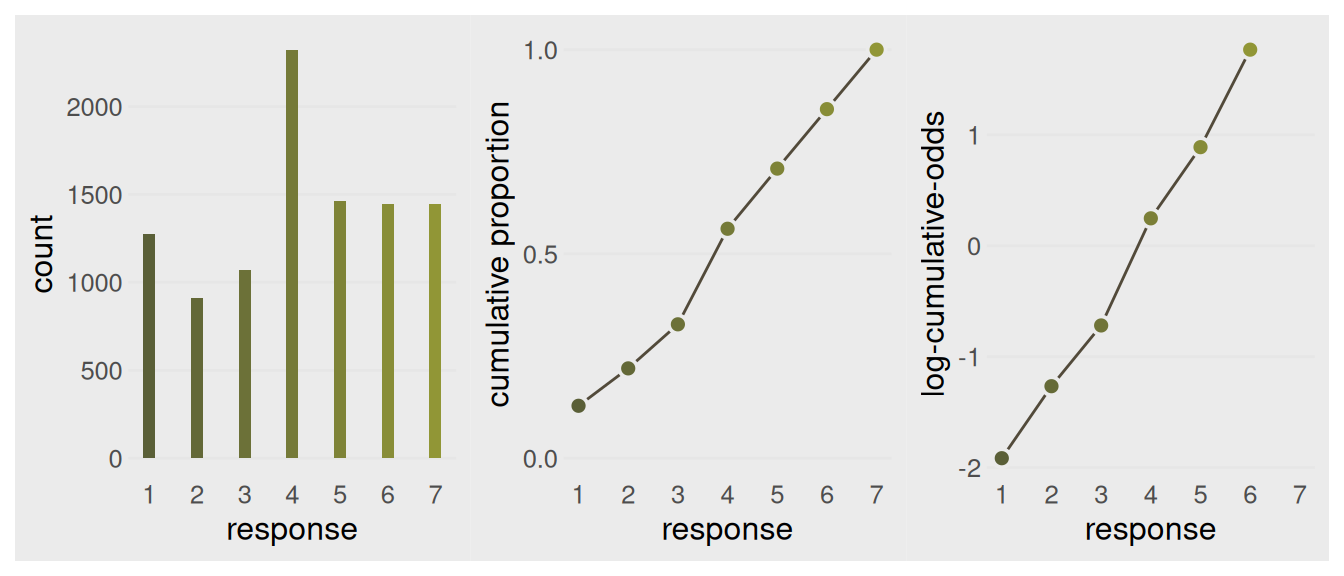 count
2000
1500
1000
500
0
1 2 3 4 5 6 7
response
cumulative proportion
1.0
0.5
0.0
1 2 3 4 5 6 7
response
log-cumulative-odds
1
0
-1
-2
1 2 3 4 5 6 7
response